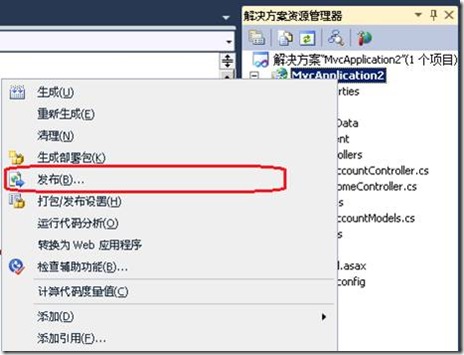 解决方案资源管理器
解决方案"MvcApplication2"(1 个项目)
MvcApplication2
生成(U)
重新生成(E)
清理(N)
生成部署包(K)
发布(B)...
打包/发布设置(H)
运行代码分析(O)
转换为 Web 应用程序
检查辅助功能(B)...
计算代码度量值(C)
添加(D)
添加引用(F)...
perties
Data
ent
rollers
ccountController.cs
omeController.cs
ls
ccountModels.cs
s
l.asax
config